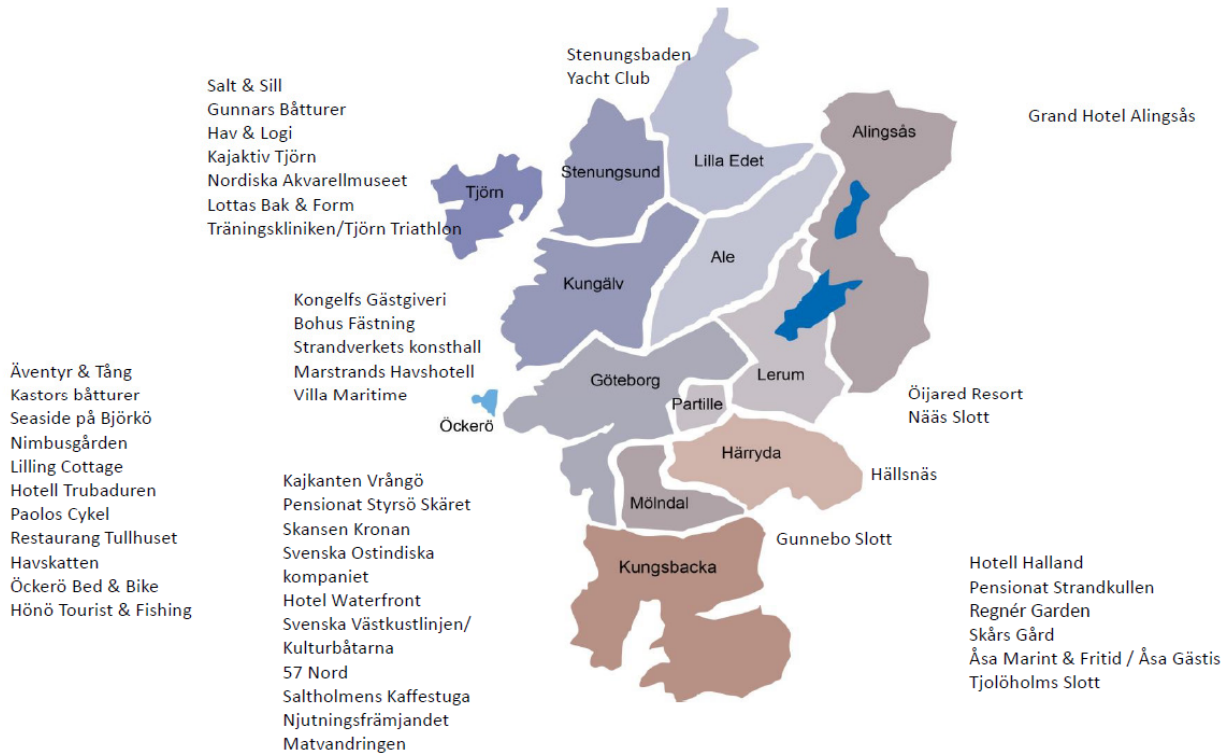 Stenungsbaden
Yacht Club
Salt & Sill
Gunnars Båtturer
Hav & Logi
Kajaktiv Tjörn
Nordiska Akvarellmuseet
Lottas Bak & Form
Träningskliniken/Tjörn Triathlon
Grand Hotel Alingsås
Alingsås
Lilla Edet
Stenungsund
Tjörn
Ale
Kungälv
Kongelfs Gästgiveri
Bohus Fästning
Strandverkets konsthall
Marstrands Havshotell
Villa Maritime
Göteborg
Lerum
Partille
Öckerö
Öijared Resort
Nääs Slott
Äventyr & Tång
Kastors båtturer
Seaside på Björkö
Nimbusgården
Lilling Cottage
Hotell Trubaduren
Paolos Cykel
Restaurang Tullhuset
Havskatten
Öckerö Bed & Bike
Hönö Tourist & Fishing
Härryda
Hällsnäs
Mölndal
Gunnebo Slott
Kungsbacka
Kajkanten Vrångö
Pensionat Styrsö Skäret
Skansen Kronan
Svenska Ostindiska
kompaniet
Hotel Waterfront
Svenska Västkustlinjen/
Kulturbåtarna
57 Nord
Saltholmens Kaffestuga
Njutningsfrämjandet
Matvandringen
Hotell Halland
Pensionat Strandkullen
Regnér Garden
Skårs Gård
Åsa Marint & Fritid / Åsa Gästis
Tjolöholms Slott